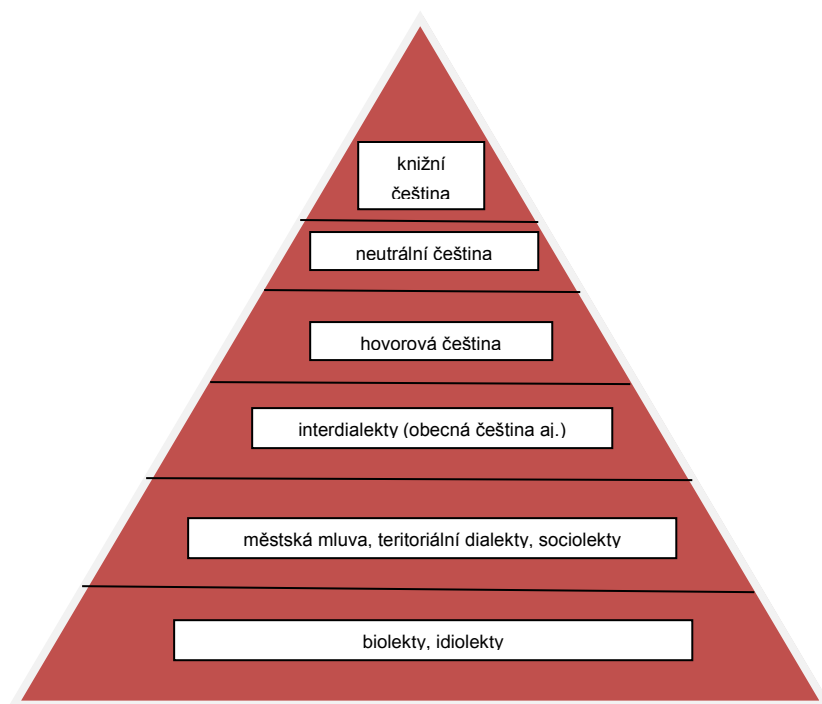 knižní
čeština
neutrální čeština
hovorová čeština
interdialekty (obecná čeština aj.)
městská mluva, teritoriální dialekty, sociolekty
biolekty, idiolekty